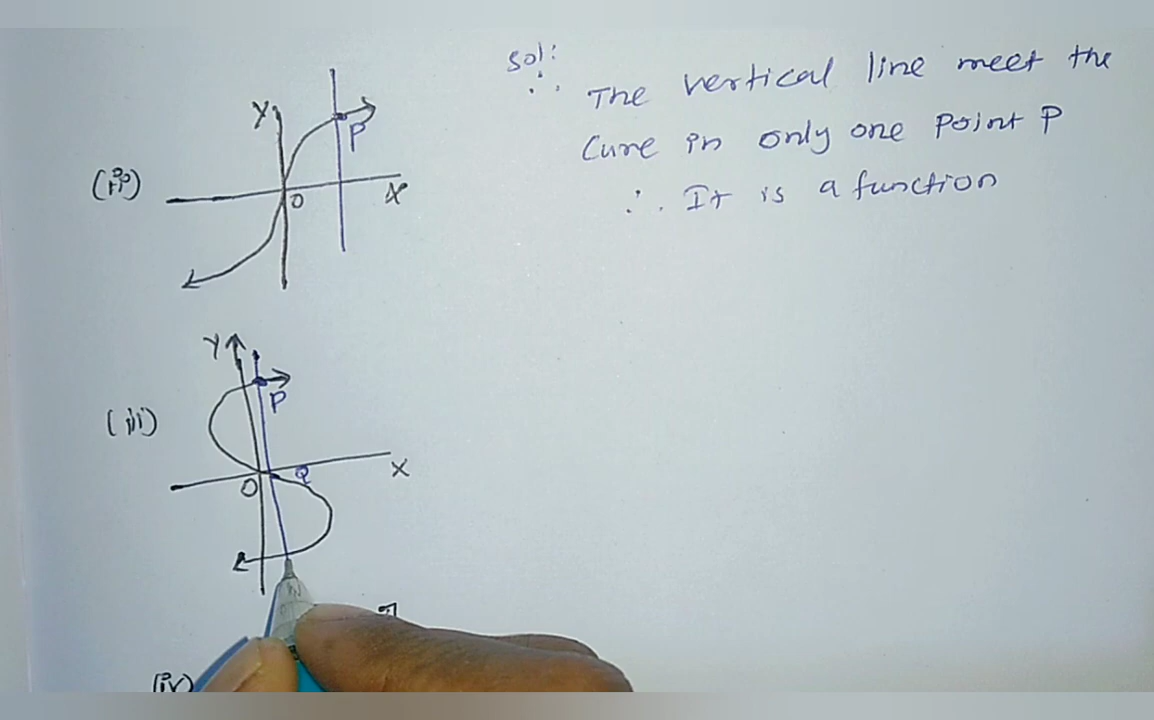 Sol:
∴ The vertical line meet the
Curve in only one Point P
∴ It is a function
(ii)
Y
P
O
X
(iii)
Y
P
Q
O
X
(iv)